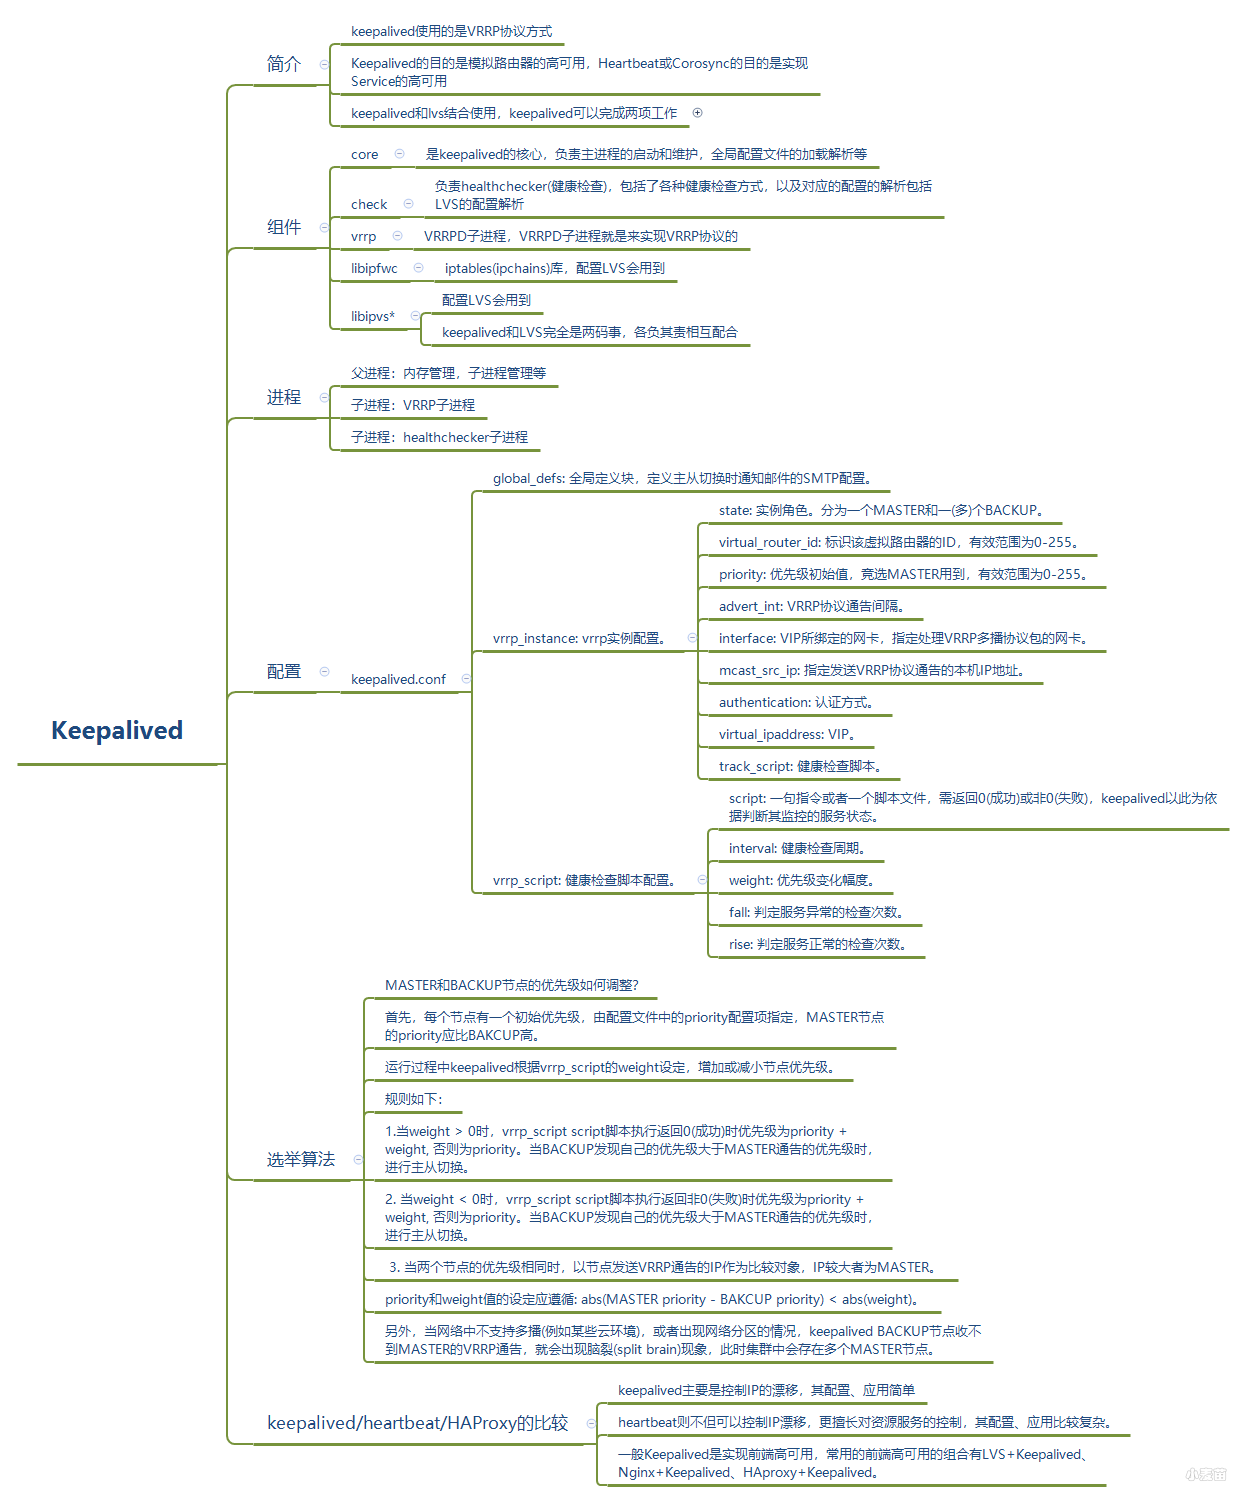 Keepalived
简介
keepalived使用的是VRRP协议方式
Keepalived的目的是模拟路由器的高可用，Heartbeat或Corosync的目的是实现
Service的高可用
keepalived和lvs结合使用，keepalived可以完成两项工作
组件
core
是keepalived的核心，负责主进程的启动和维护，全局配置文件的加载解析等
check
负责healthchecker(健康检查)，包括了各种健康检查方式，以及对应的配置的解析包括
LVS的配置解析
vrrp
VRRPD子进程，VRRPD子进程就是来实现VRRP协议的
libipfwc
iptables(ipchains)库，配置LVS会用到
libipvs*
配置LVS会用到
keepalived和LVS完全是两码事，各负其责相互配合
进程
父进程：内存管理，子进程管理等
子进程：VRRP子进程
子进程：healthchecker子进程
配置
keepalived.conf
global_defs: 全局定义块，定义主从切换时通知邮件的SMTP配置。
vrrp_instance: vrrp实例配置。
state: 实例角色。分为一个MASTER和一(多)个BACKUP。
virtual_router_id: 标识该虚拟路由器的ID，有效范围为0-255。
priority: 优先级初始值，竞选MASTER用到，有效范围为0-255。
advert_int: VRRP协议通告间隔。
interface: VIP所绑定的网卡，指定处理VRRP多播协议包的网卡。
mcast_src_ip: 指定发送VRRP协议通告的本机IP地址。
authentication: 认证方式。
virtual_ipaddress: VIP。
track_script: 健康检查脚本。
vrrp_script: 健康检查脚本配置。
script: 一句指令或者一个脚本文件，需返回0(成功)或非0(失败)，keepalived以此为依
据判断其监控的服务状态。
interval: 健康检查周期。
weight: 优先级变化幅度。
fall: 判定服务异常的检查次数。
rise: 判定服务正常的检查次数。
选举算法
MASTER和BACKUP节点的优先级如何调整?
首先，每个节点有一个初始优先级，由配置文件中的priority配置项指定，MASTER节点
的priority应比BAKCUP高。
运行过程中keepalived根据vrrp_script的weight设定，增加或减小节点优先级。
规则如下：
1.当weight > 0时，vrrp_script script脚本执行返回0(成功)时优先级为priority +
weight, 否则为priority。当BACKUP发现自己的优先级大于MASTER通告的优先级时，
进行主从切换。
2. 当weight < 0时，vrrp_script script脚本执行返回非0(失败)时优先级为priority +
weight, 否则为priority。当BACKUP发现自己的优先级大于MASTER通告的优先级时，
进行主从切换。
3. 当两个节点的优先级相同时，以节点发送VRRP通告的IP作为比较对象，IP较大者为MASTER。
priority和weight值的设定应遵循: abs(MASTER priority - BAKCUP priority) < abs(weight)。
另外，当网络中不支持多播(例如某些云环境)，或者出现网络分区的情况，keepalived BACKUP节点收不
到MASTER的VRRP通告，就会出现脑裂(split brain)现象，此时集群中会存在多个MASTER节点。
keepalived/heartbeat/HAProxy的比较
keepalived主要是控制IP的漂移，其配置、应用简单
heartbeat则不但可以控制IP漂移，更擅长对资源服务的控制，其配置、应用比较复杂。
一般Keepalived是实现前端高可用，常用的前端高可用的组合有LVS+Keepalived、
Nginx+Keepalived、HAproxy+Keepalived。
小麦苗